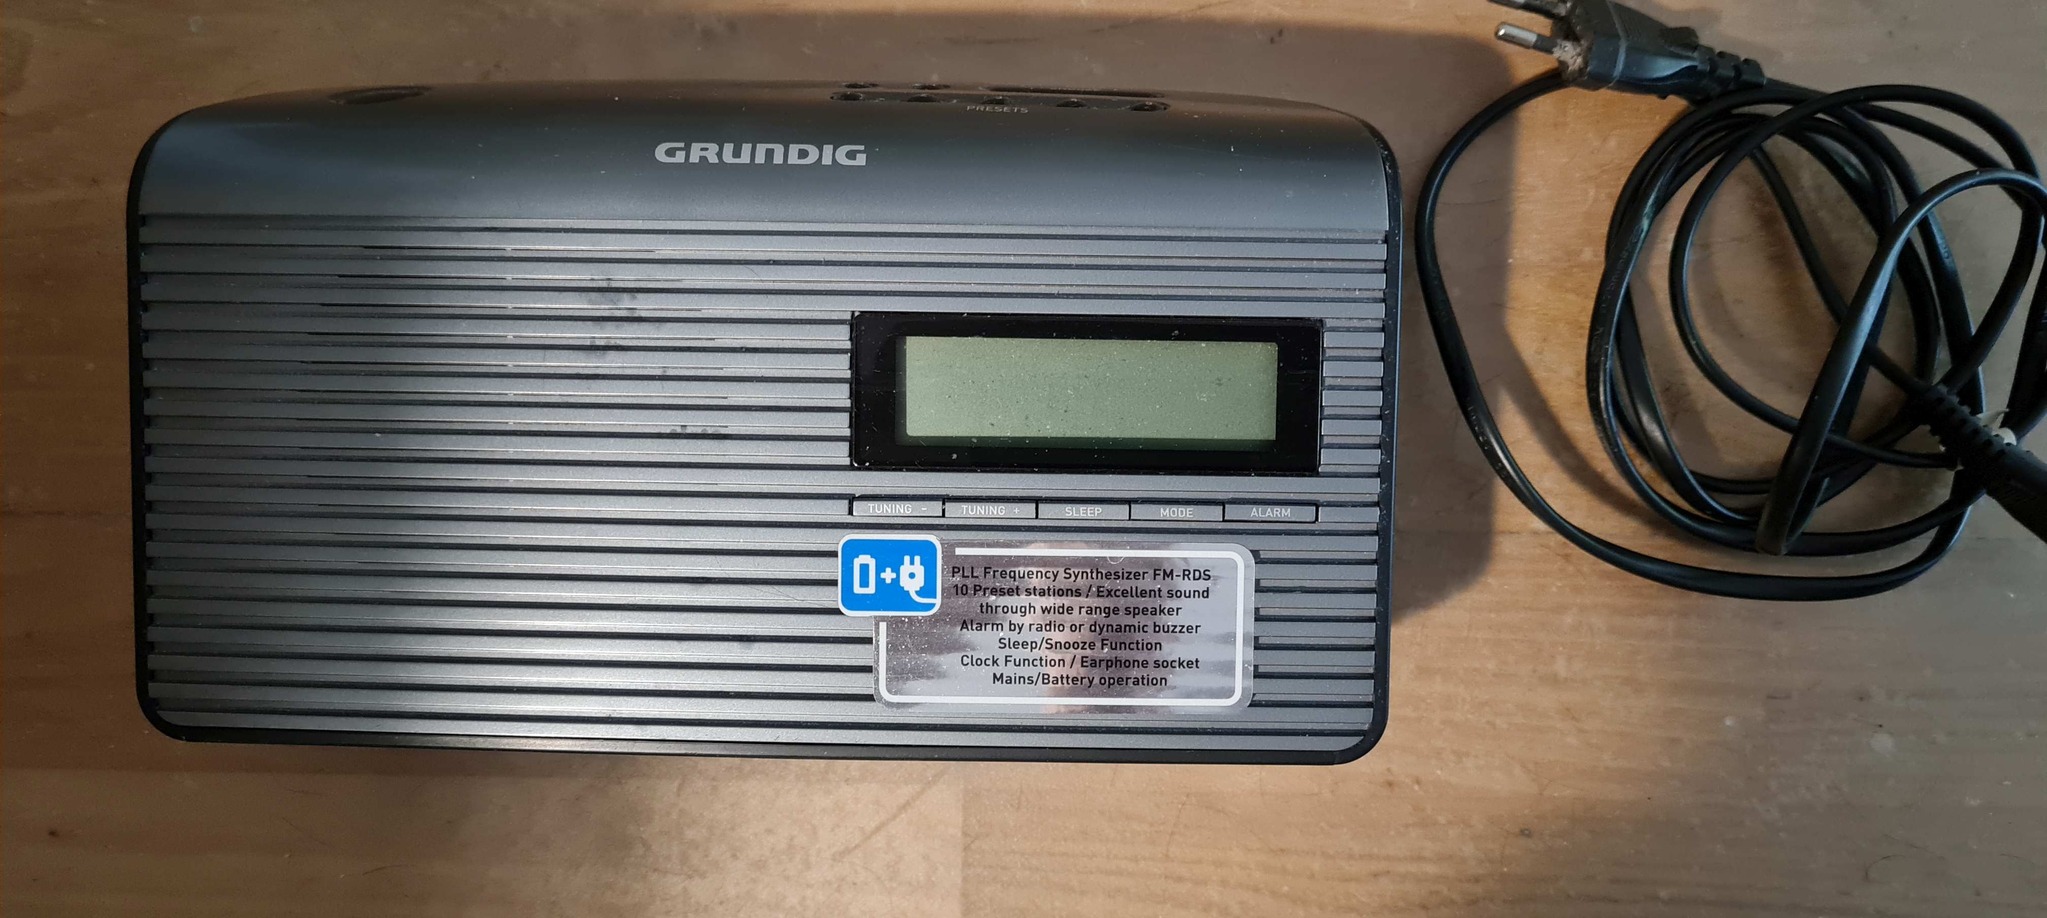 PRESETS
GRUNDIG
TUNING - TUNING + SLEEP MODE ALARM
PLL Frequency Synthesizer FM-RDS
10 Preset stations / Excellent sound
through wide range speaker
Alarm by radio or dynamic buzzer
Sleep/Snooze Function
Clock Function / Earphone socket
Mains/Battery operation